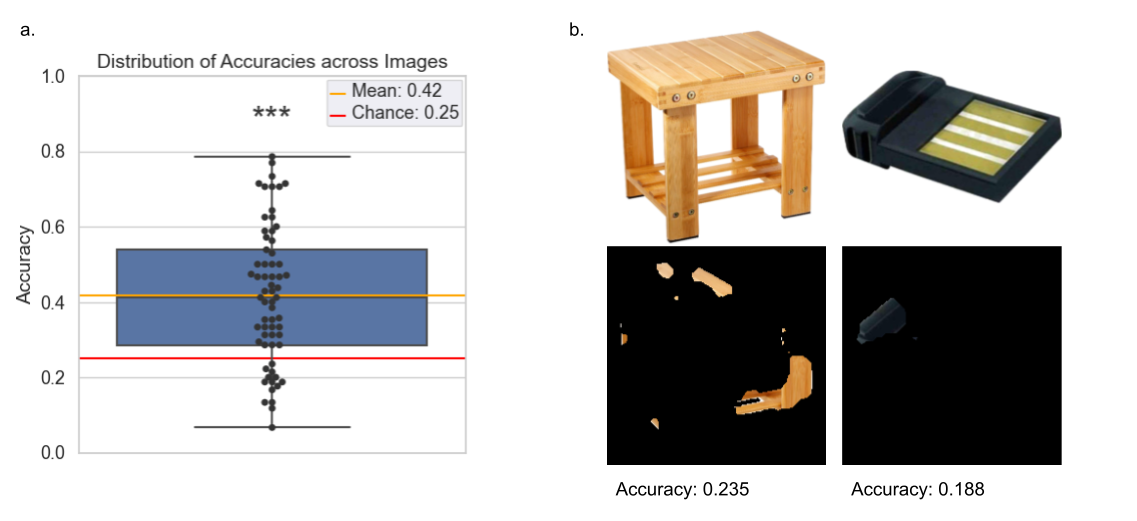 a.
Distribution of Accuracies across Images
1.0
0.8
0.6
0.4
0.2
0.0
Accuracy
***
Mean: 0.42
Chance: 0.25
b.
Accuracy: 0.235
Accuracy: 0.188